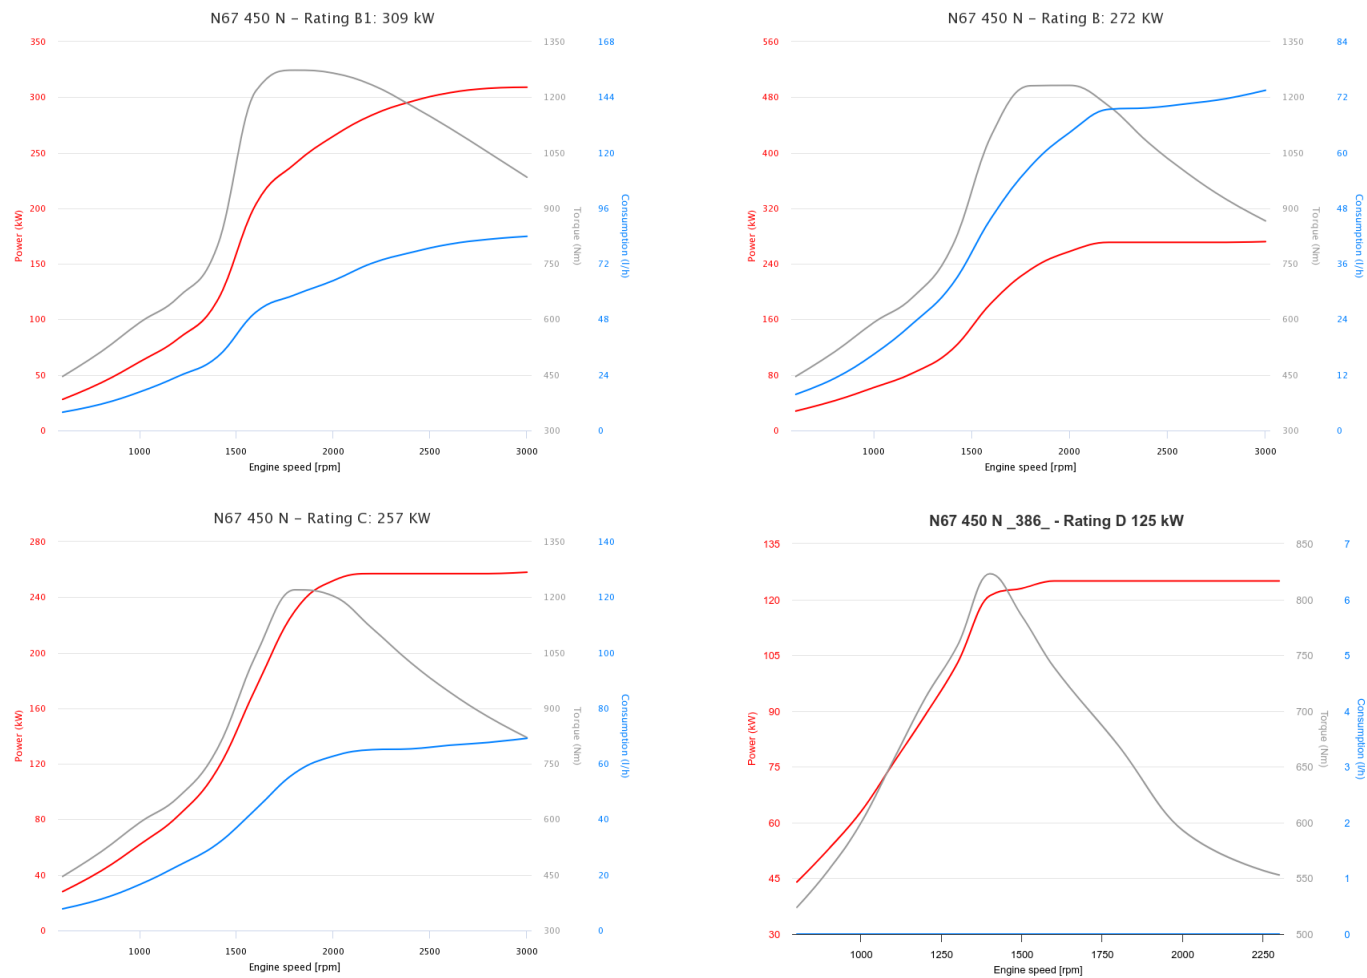 N67 450 N – Rating B1: 309 kW
350 1350 168
300 1200 144
250 1050 120
200 900 96
150 750 72
100 600 48
50 450 24
0 300 0
Power (kW)
Torque (Nm)
Consumption (l/h)
1000 1500 2000 2500 3000
Engine speed [rpm]
N67 450 N – Rating B: 272 KW
560 1350 84
480 1200 72
400 1050 60
320 900 48
240 750 36
160 600 24
80 450 12
0 300 0
Power (kW)
Torque (Nm)
Consumption (l/h)
1000 1500 2000 2500 3000
Engine speed [rpm]
N67 450 N – Rating C: 257 KW
280 1350 140
240 1200 120
200 1050 100
160 900 80
120 750 60
80 600 40
40 450 20
0 300 0
Power (kW)
Torque (Nm)
Consumption (l/h)
1000 1500 2000 2500 3000
Engine speed [rpm]
N67 450 N _386_ - Rating D 125 kW
135 850 7
120 800 6
105 750 5
90 700 4
75 650 3
60 600 2
45 550 1
30 500 0
Power (kW)
Torque (Nm)
Consumption (l/h)
1000 1250 1500 1750 2000 2250
Engine speed [rpm]